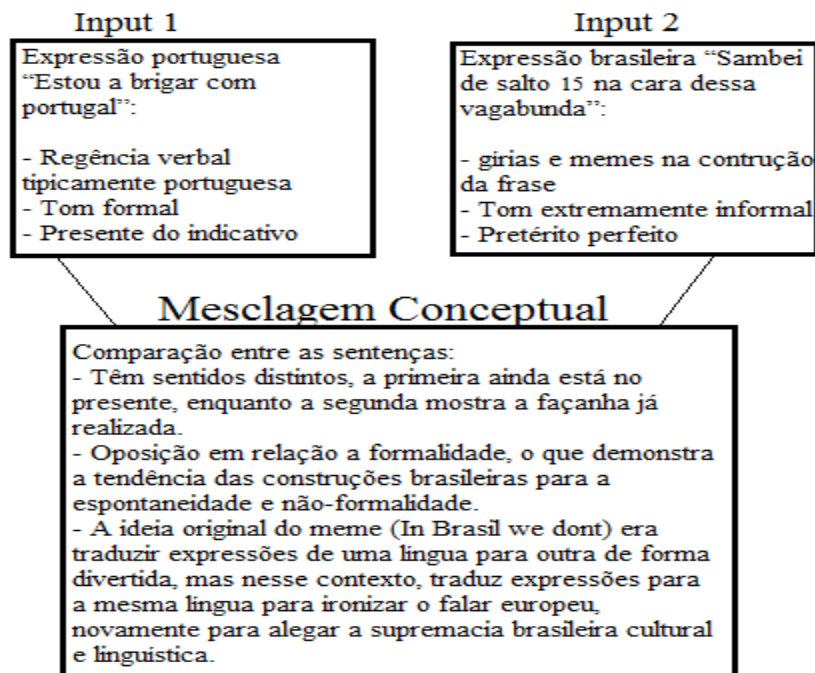 Input 1
Expressão portuguesa
“Estou a brigar com
portugal”:
- Regência verbal
tipicamente portuguesa
- Tom formal
- Presente do indicativo
Input 2
Expressão brasileira “Sambei
de salto 15 na cara dessa
vagabunda”:
- girias e memes na contrução
da frase
- Tom extremamente informal
- Pretérito perfeito
Mesclagem Conceptual
Comparação entre as sentenças:
- Têm sentidos distintos, a primeira ainda está no
presente, enquanto a segunda mostra a façanha já
realizada.
- Oposição em relação a formalidade, o que demonstra
a tendência das construções brasileiras para a
espontaneidade e não-formalidade.
- A ideia original do meme (In Brasil we dont) era
traduzir expressões de uma lingua para outra de forma
divertida, mas nesse contexto, traduz expressões para
a mesma lingua para ironizar o falar europeu,
novamente para alegar a supremacia brasileira cultural
e linguistica.